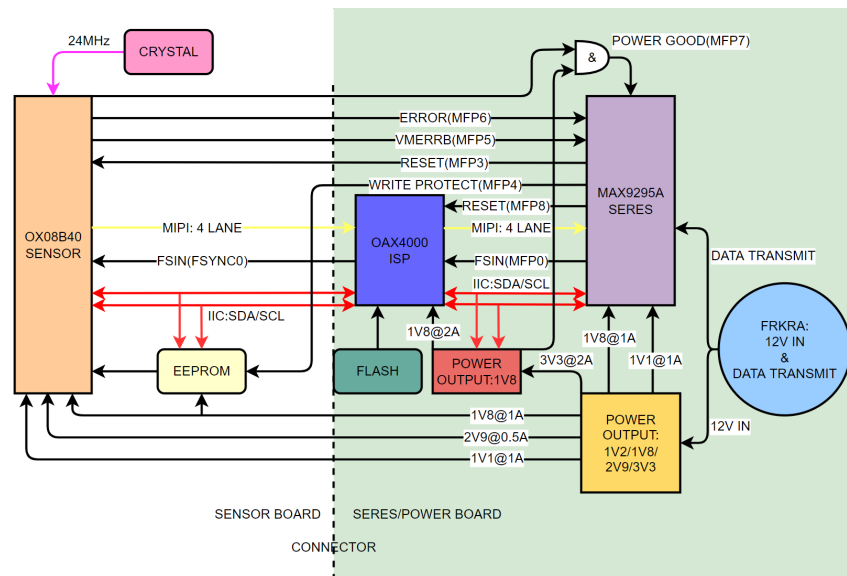 24MHz
CRYSTAL
POWER GOOD(MFP7)
&
ERROR(MFP6)
VMERRB(MFP5)
RESET(MFP3)
WRITE PROTECT(MFP4)
MAX9295A
SERES
RESET(MFP8)
OX08B40
SENSOR
MIPI: 4 LANE
OAX4000
ISP
MIPI: 4 LANE
DATA TRANSMIT
FSIN(FSYNC0)
FSIN(MFP0)
IIC:SDA/SCL
IIC:SDA/SCL
1V8@2A
1V8@1A
1V1@1A
FRKRA:
12V IN
&
DATA TRANSMIT
EEPROM
FLASH
POWER
OUTPUT:1V8
3V3@2A
1V8@1A
2V9@0.5A
1V1@1A
POWER
OUTPUT:
1V2/1V8/
2V9/3V3
12V IN
SENSOR BOARD
SERES/POWER BOARD
CONNECTOR